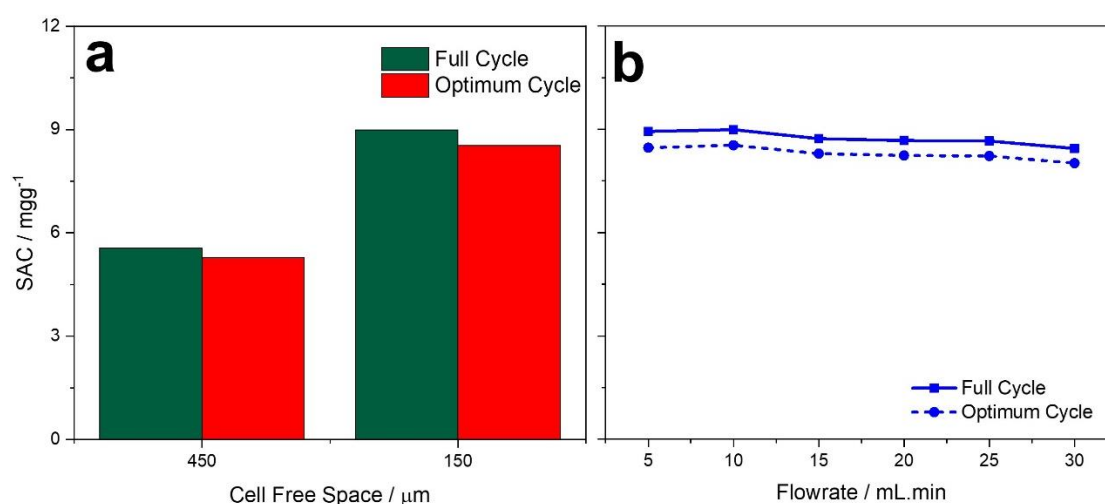 a
Full Cycle
Optimum Cycle
SAC / mgg⁻¹
12
9
6
3
0
450
150
Cell Free Space / μm
b
Full Cycle
Optimum Cycle
5 10 15 20 25 30
Flowrate / mL.min